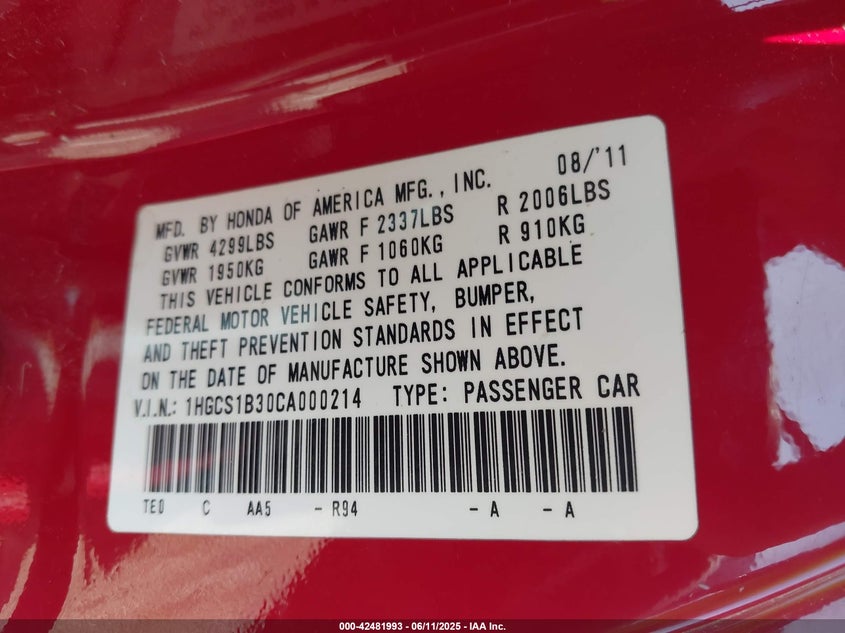 MFD. BY HONDA OF AMERICA MFG., INC. 08/'11
GVWR 4299LBS GAWR F 2337LBS R 2006LBS
GVWR 1950KG GAWR F 1060KG R 910KG
THIS VEHICLE CONFORMS TO ALL APPLICABLE
FEDERAL MOTOR VEHICLE SAFETY, BUMPER,
AND THEFT PREVENTION STANDARDS IN EFFECT
ON THE DATE OF MANUFACTURE SHOWN ABOVE.
V.I.N.: 1HGCS1B30CA000214 TYPE: PASSENGER CAR
TE0 C AA5 - R94 - A - A
000-42481993 - 06/11/2025 - IAA Inc.